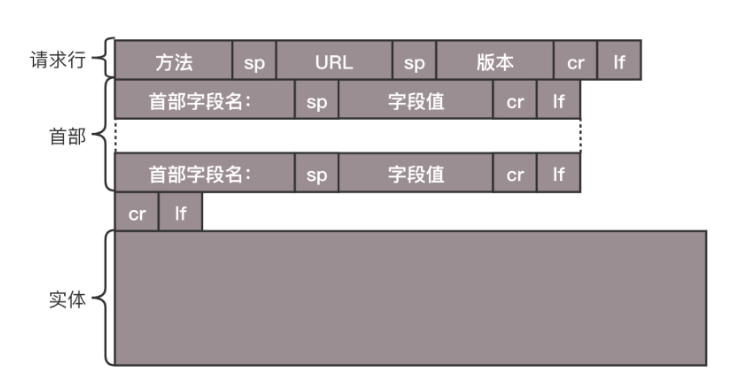 请求行 方法 sp URL sp 版本 cr lf
首部字段名: sp 字段值 cr lf
首部
首部字段名: sp 字段值 cr lf
cr lf
实体